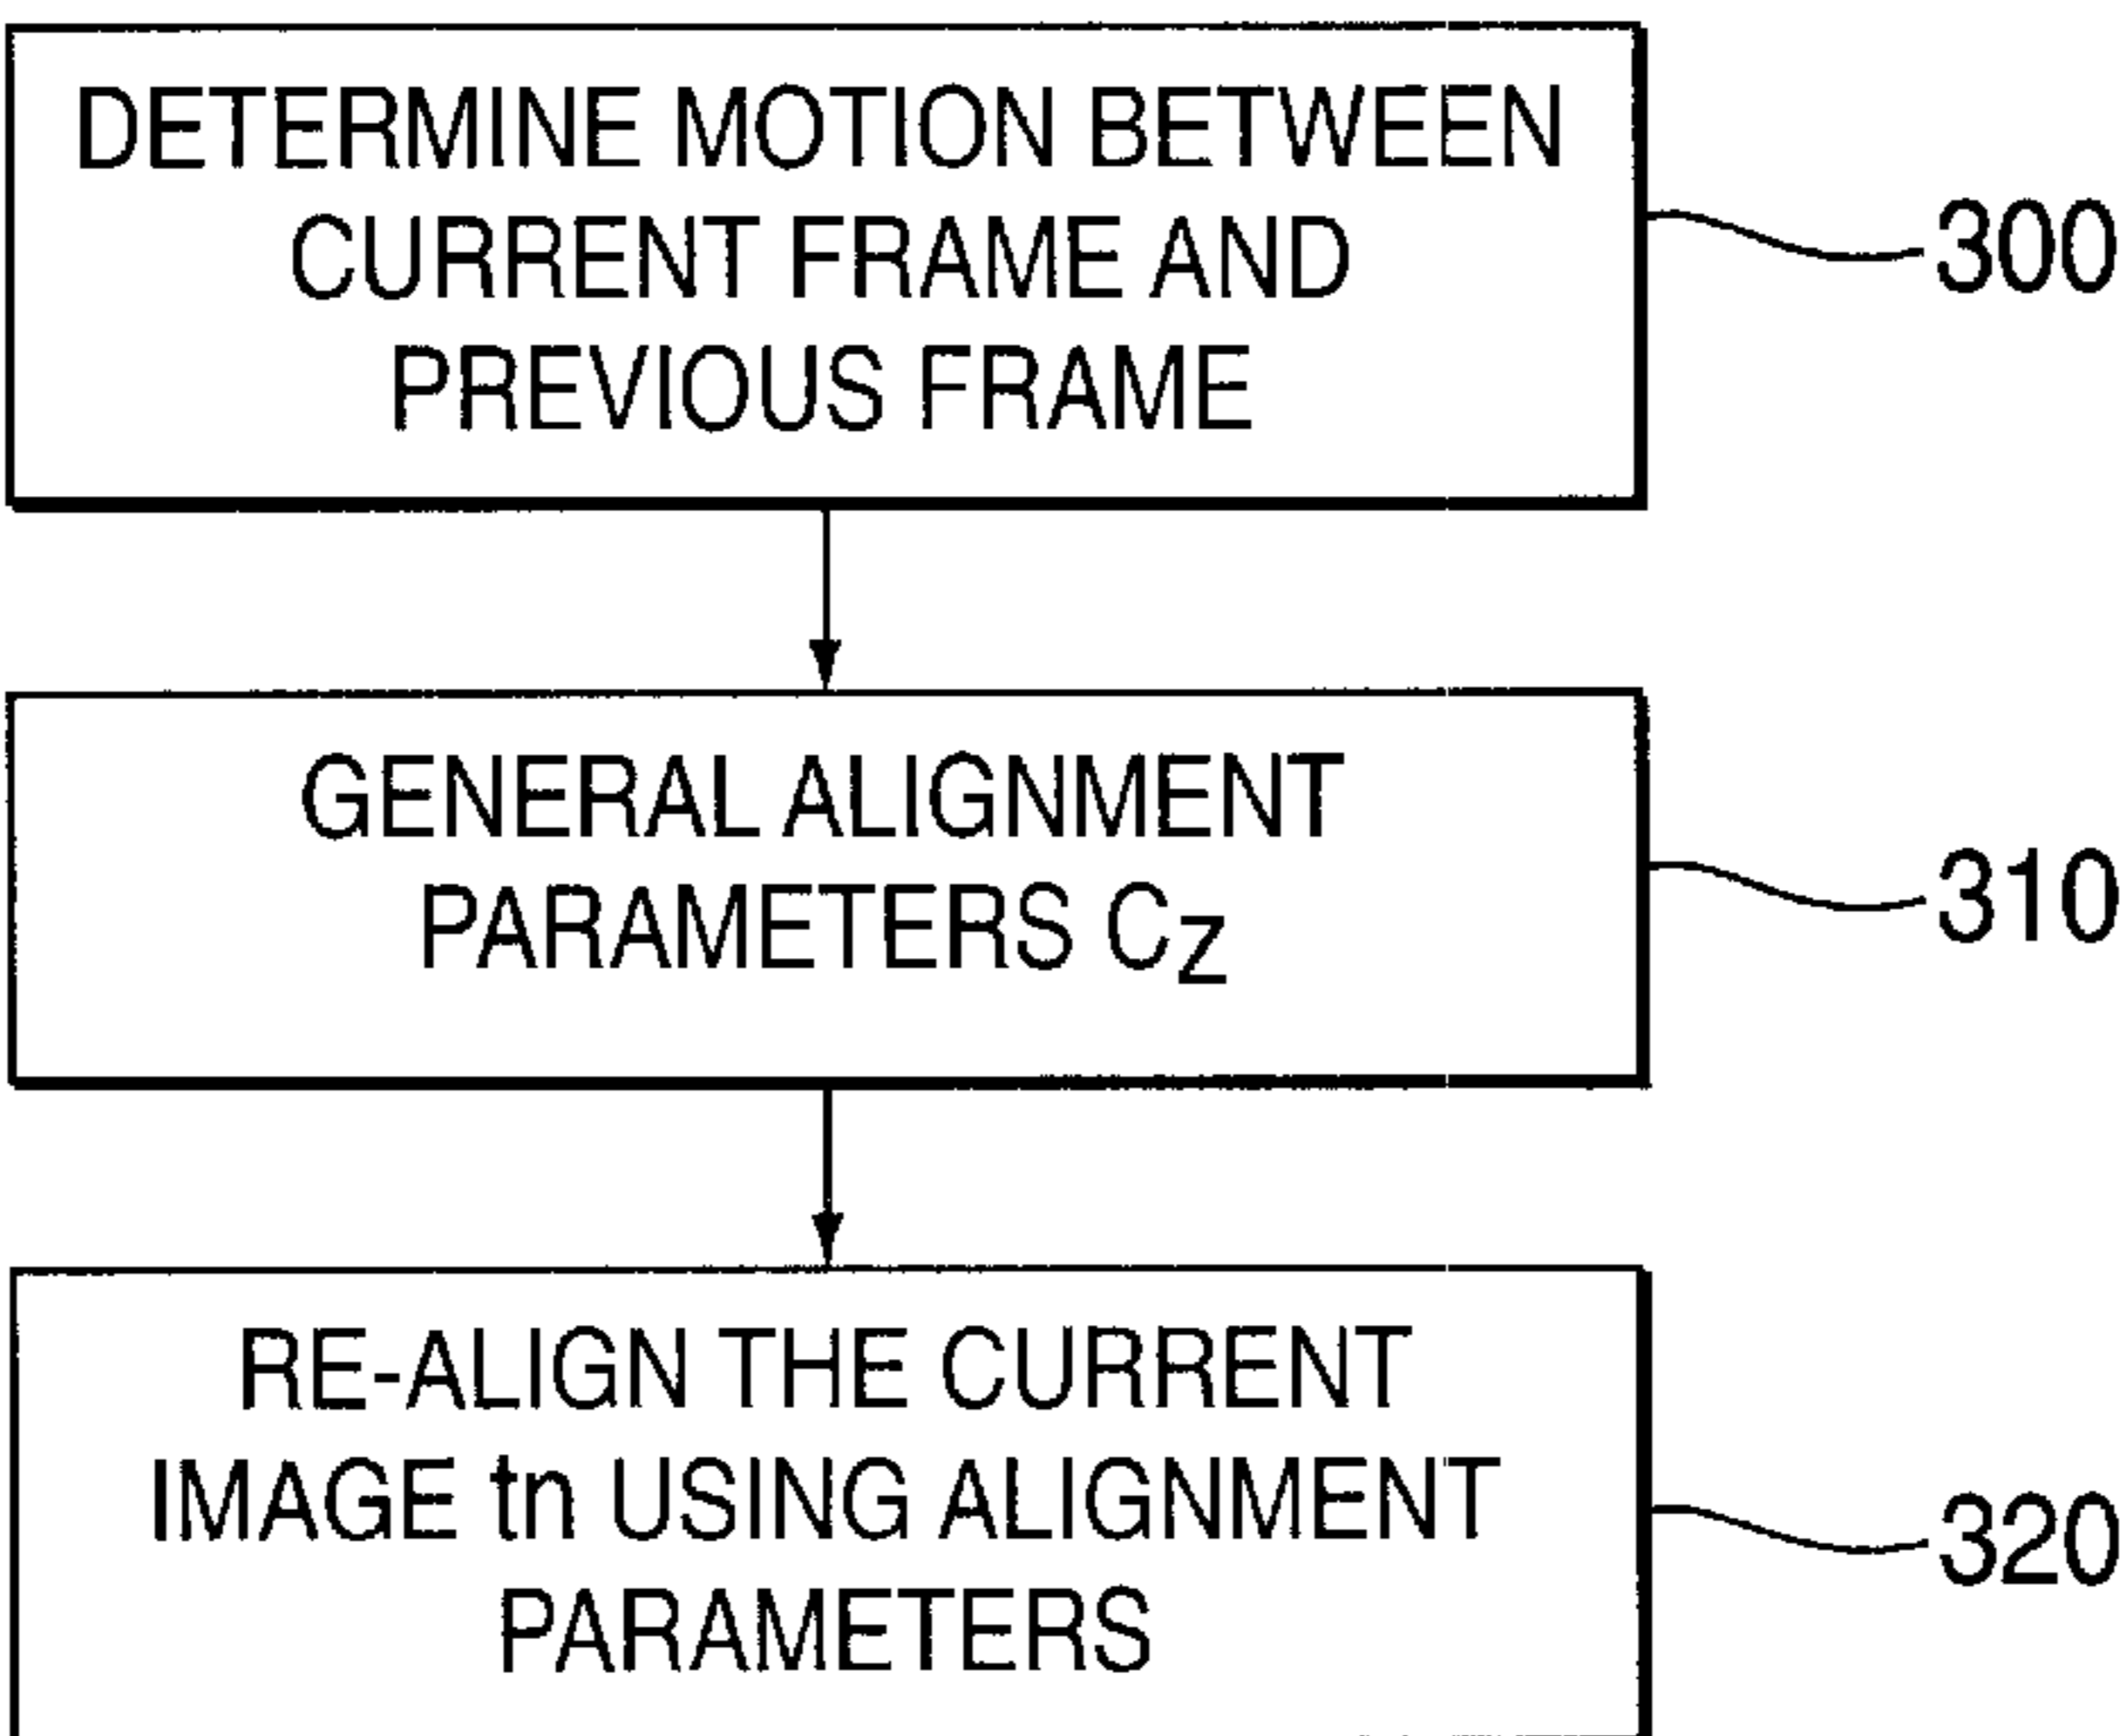 DETERMINE MOTION BETWEEN
CURRENT FRAME AND
PREVIOUS FRAME
300
GENERAL ALIGNMENT
PARAMETERS CZ
310
RE-ALIGN THE CURRENT
IMAGE tn USING ALIGNMENT
PARAMETERS
320